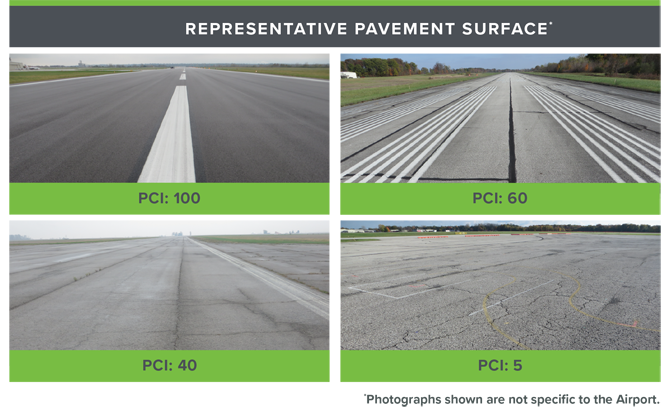 REPRESENTATIVE PAVEMENT SURFACE*
PCI: 100
PCI: 60
PCI: 40
PCI: 5
*Photographs shown are not specific to the Airport.